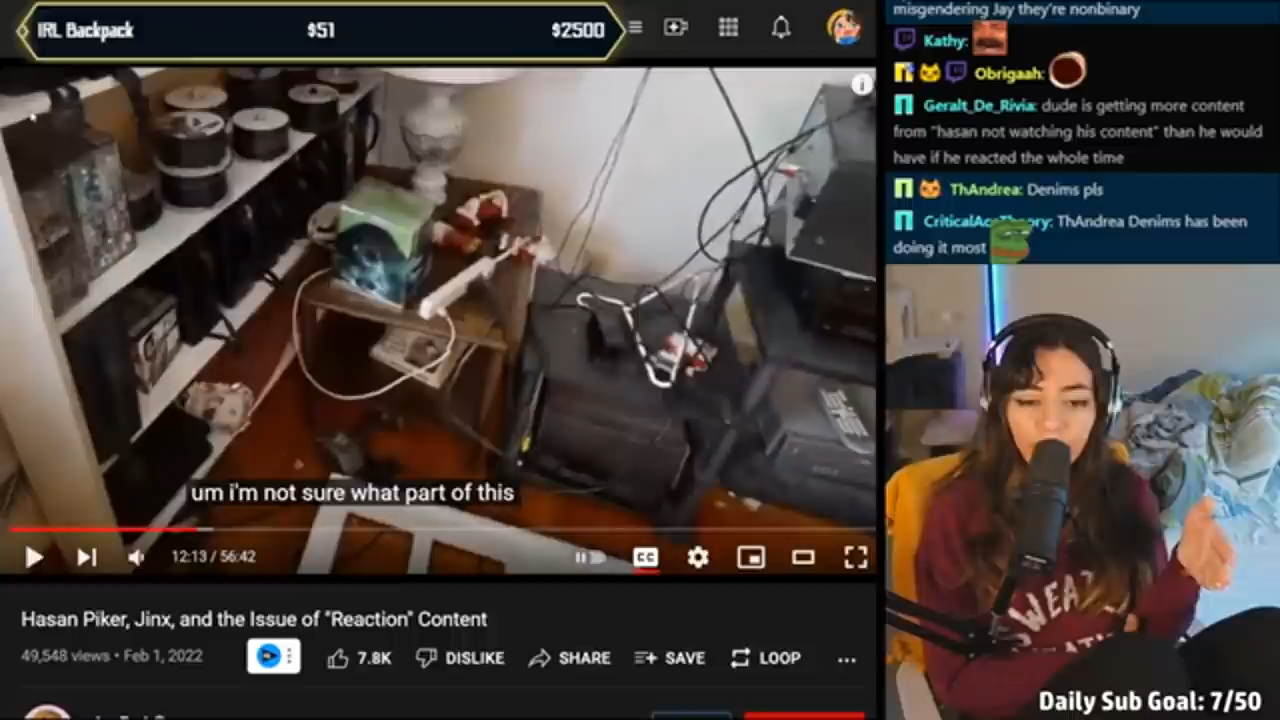 IRL Backpack $51 $2500
um i'm not sure what part of this
12:13 / 56:42
CC
Hasan Piker, Jinx, and the Issue of "Reaction" Content
49,548 views • Feb 1, 2022
7.8K DISLIKE SHARE SAVE LOOP
misgendering Jay they're nonbinary
Kathy:
Obrigaah:
Geralt_De_Rivia: dude is getting more content
from "hasan not watching his content" than he would
have if he reacted the whole time
ThAndrea: Denims pls
ThAndrea Denims has been
doing it most
SWEAT
Daily Sub Goal: 7/50